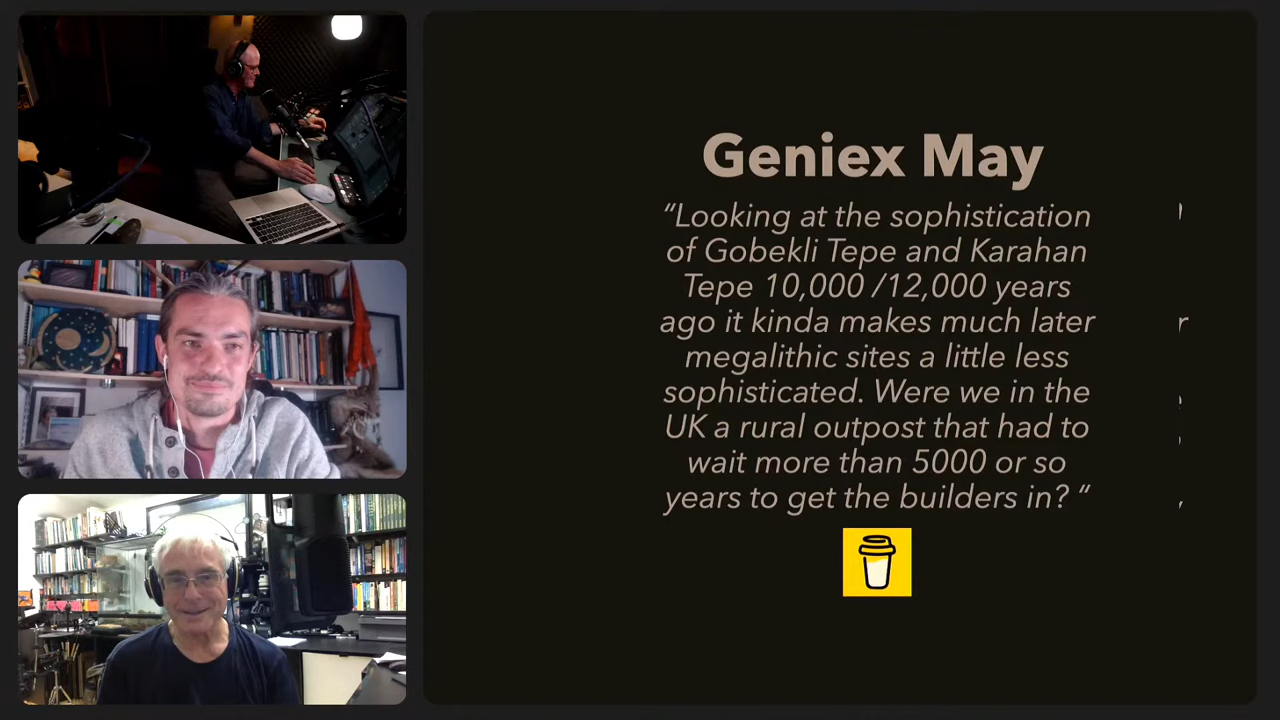 Geniex May
“Looking at the sophistication
of Gobekli Tepe and Karahan
Tepe 10,000 /12,000 years
ago it kinda makes much later
megalithic sites a little less
sophisticated. Were we in the
UK a rural outpost that had to
wait more than 5000 or so
years to get the builders in? “